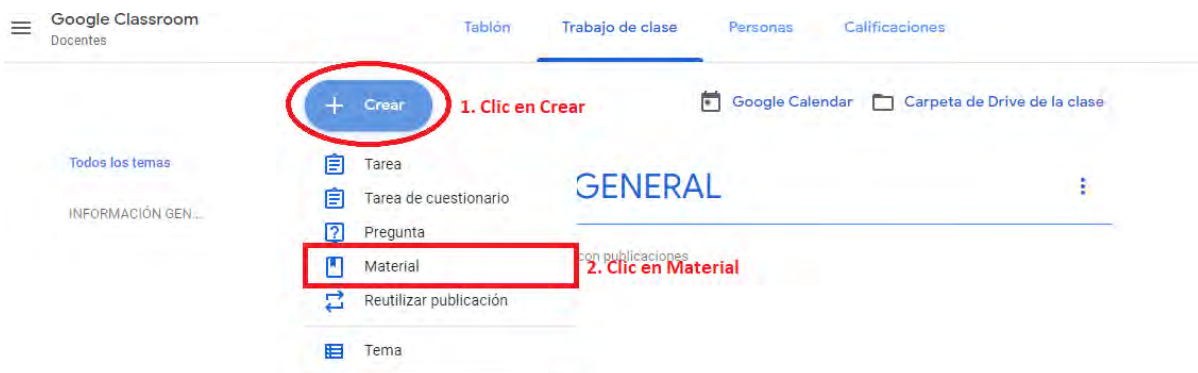 Google Classroom
Docentes
Tablón
Trabajo de clase
Personas
Calificaciones
+ Crear
1. Clic en Crear
Google Calendar
Carpeta de Drive de la clase
Todos los temas
INFORMACIÓN GEN...
Tarea
Tarea de cuestionario
GENERAL
Pregunta
con publicaciones
Material
2. Clic en Material
Reutilizar publicación
Tema